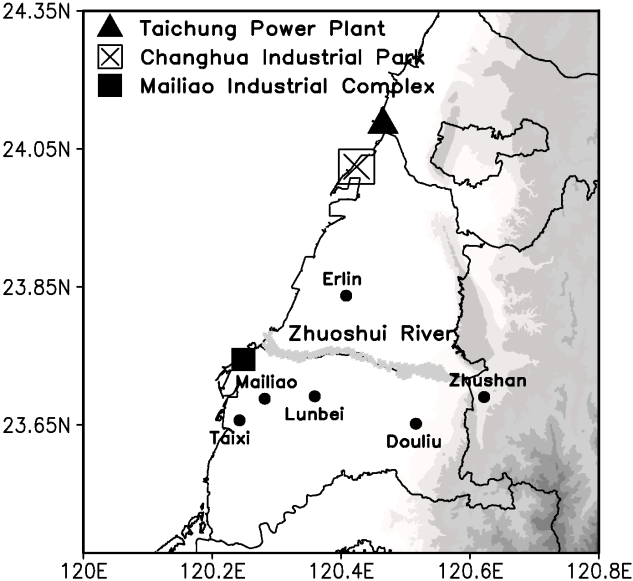 24.35N
Taichung Power Plant
Changhua Industrial Park
Mailiao Industrial Complex
24.05N
23.85N
Erlin
Zhuoshui River
Mailiao
Zhushan
Lunbei
23.65N
Taixi
Douliu
120E
120.2E
120.4E
120.6E
120.8E